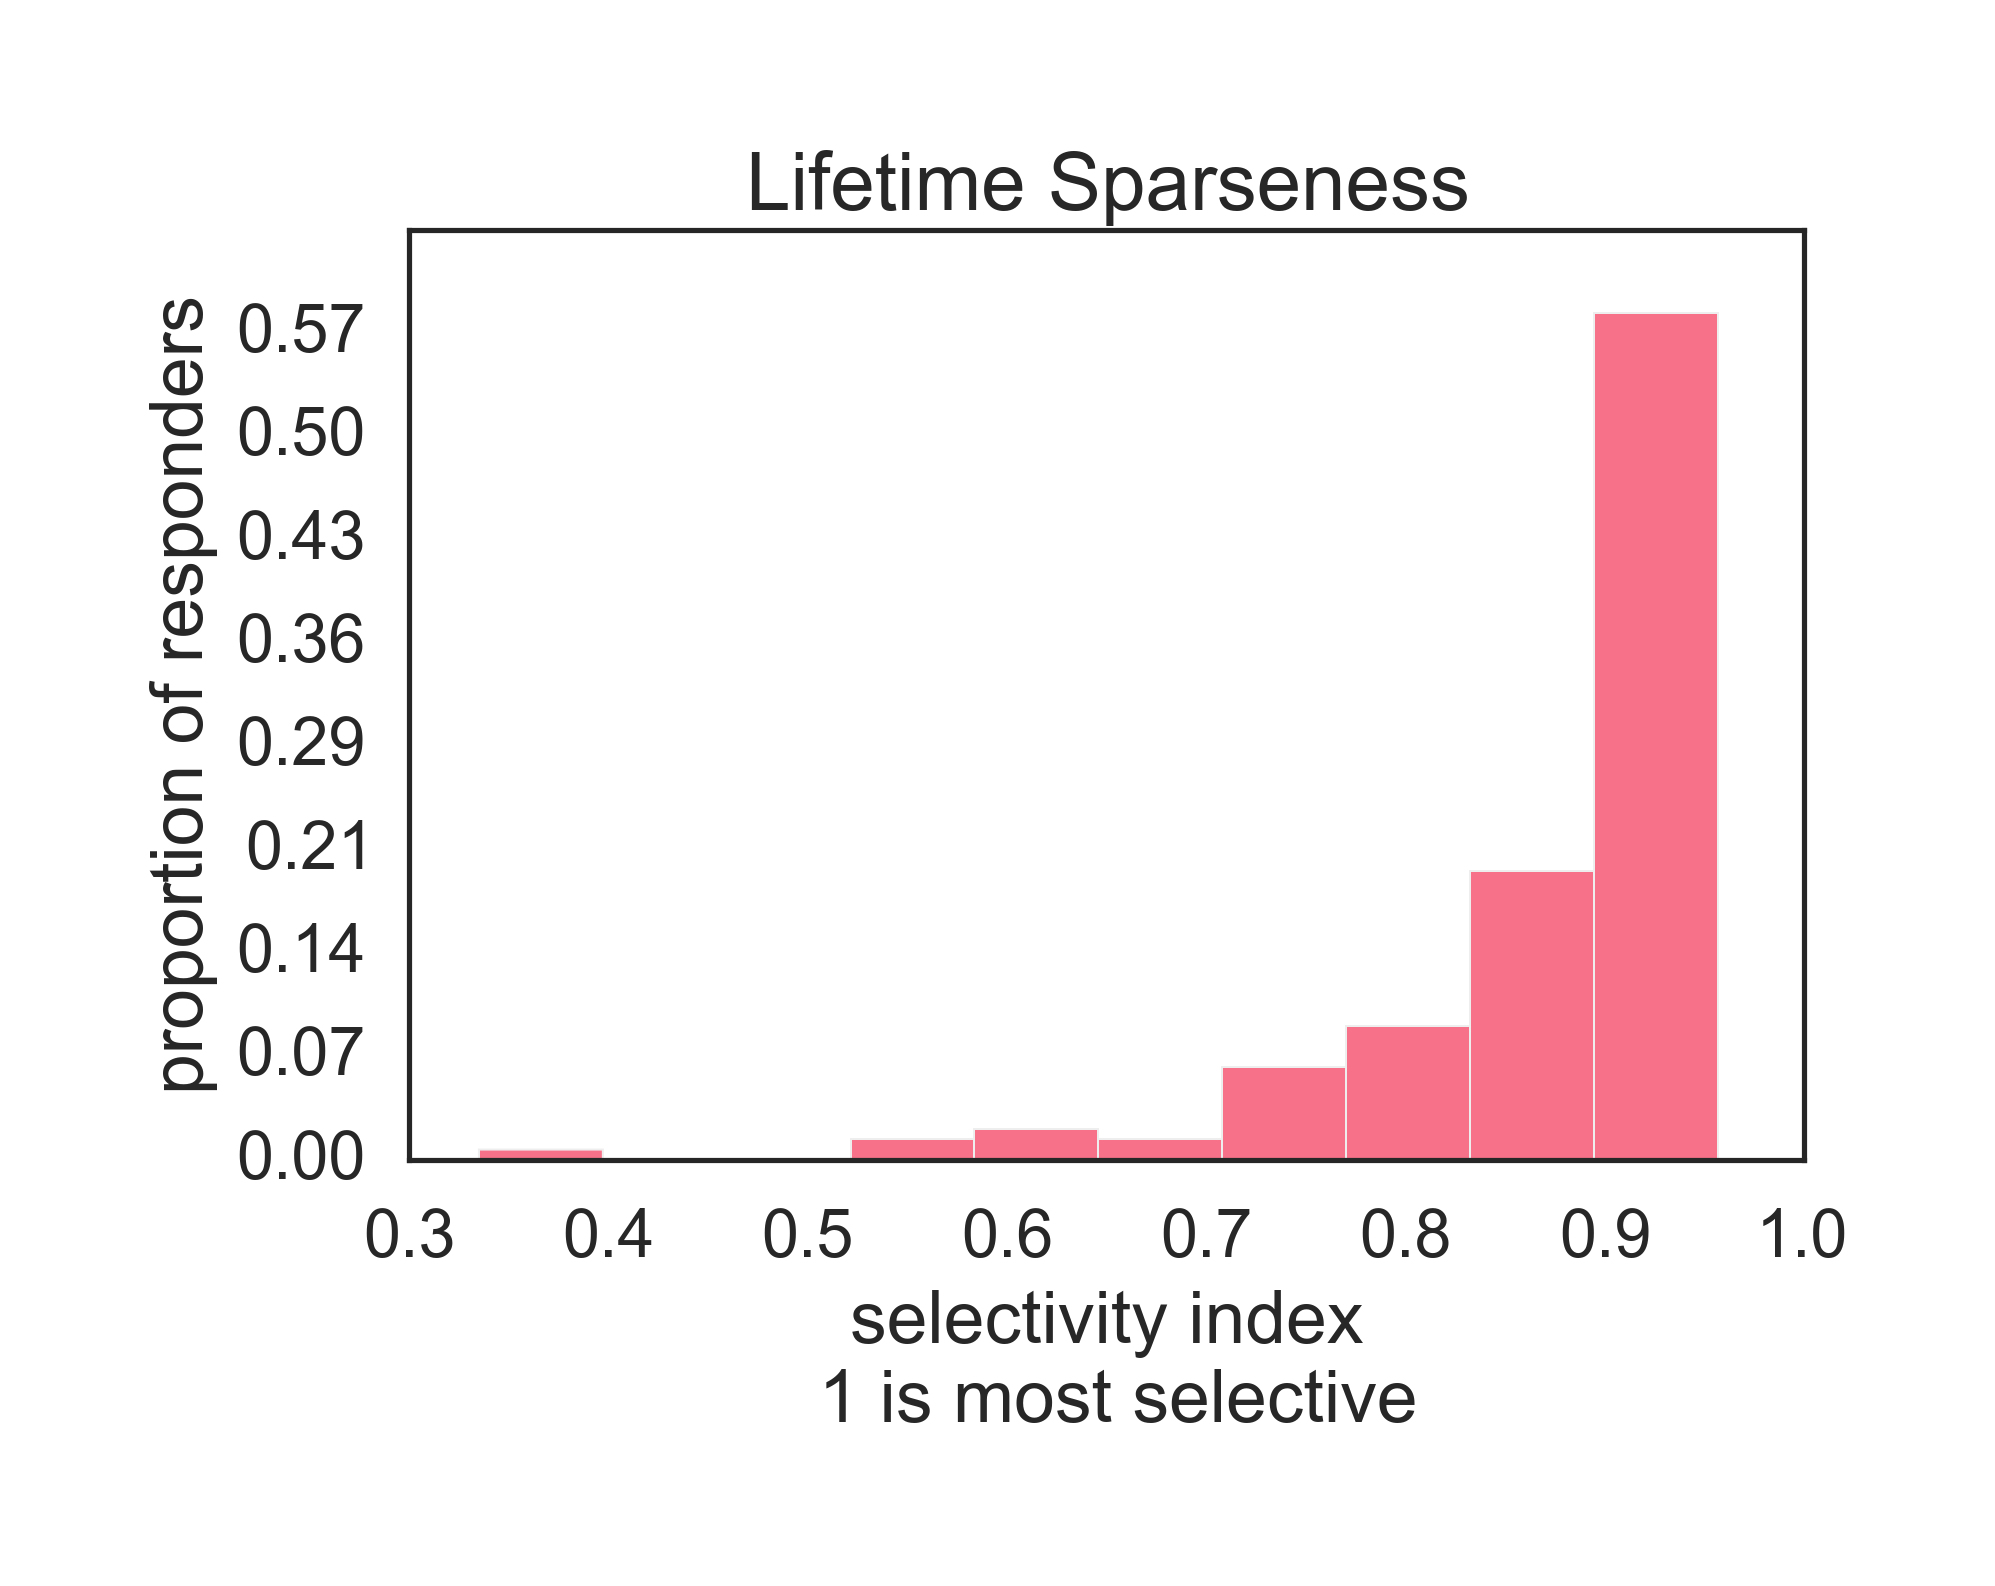 Lifetime Sparseness
proportion of responders
0.57
0.50
0.43
0.36
0.29
0.21
0.14
0.07
0.00
0.3 0.4 0.5 0.6 0.7 0.8 0.9 1.0
selectivity index
1 is most selective